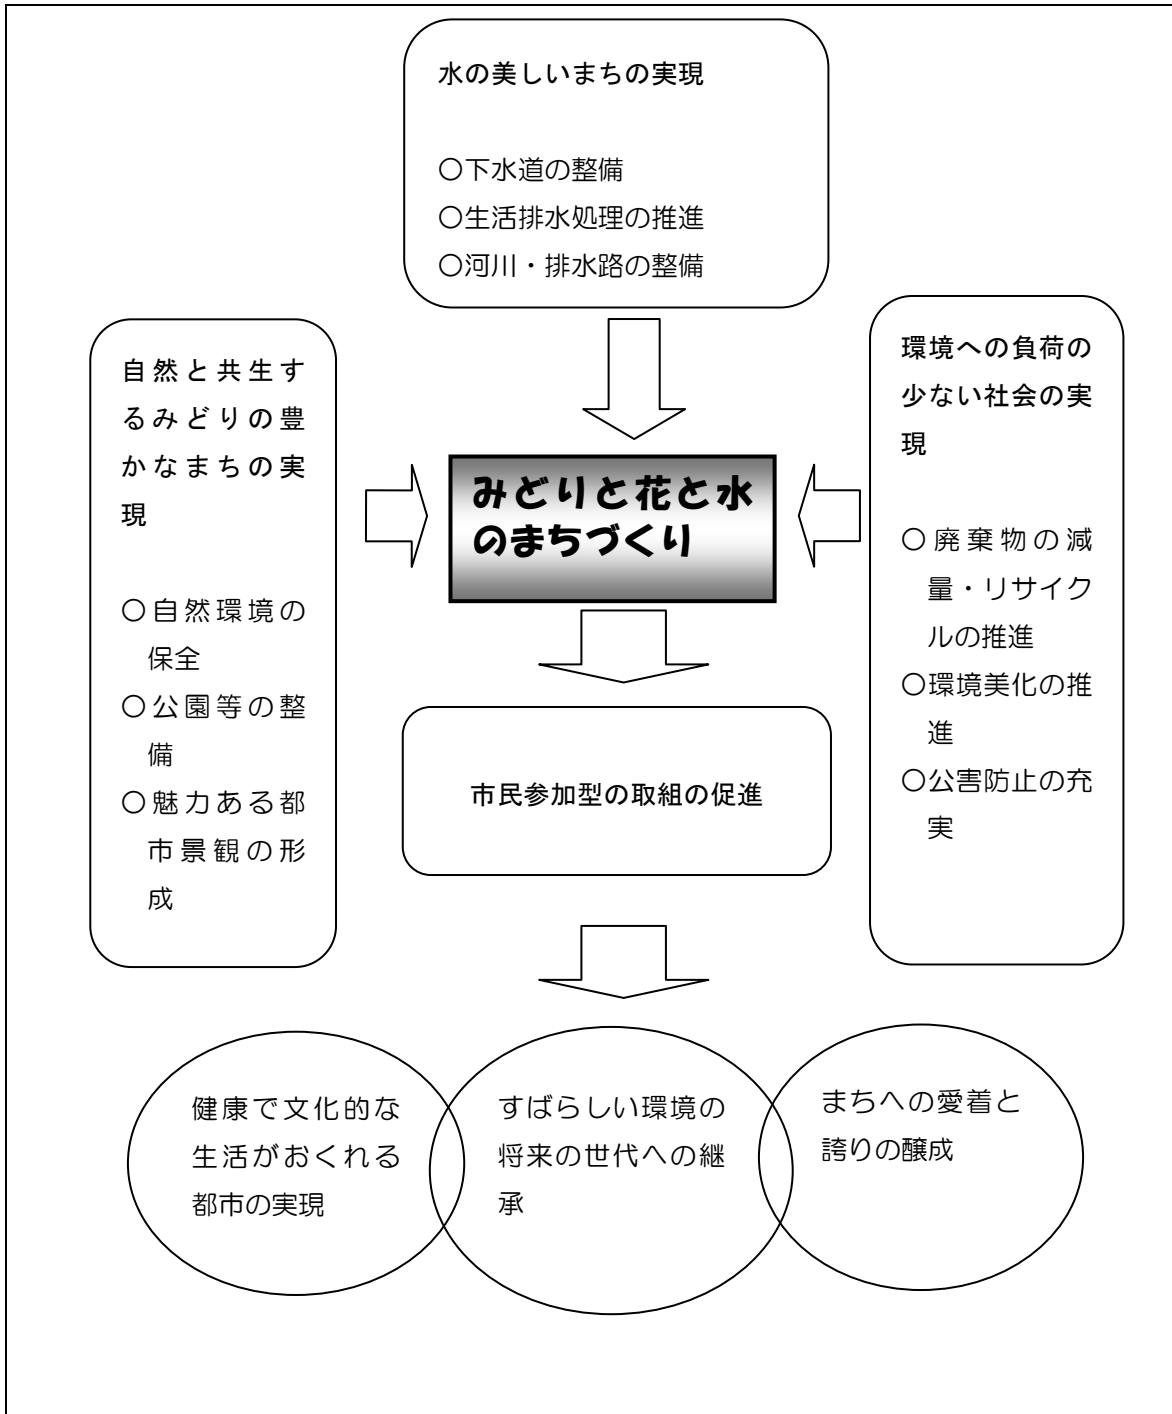 水の美しいまちの実現
〇下水道の整備
〇生活排水処理の推進
〇河川・排水路の整備
自然と共生す
るみどりの豊
かなまちの実
現
〇自然環境の
保全
〇公園等の整
備
〇魅力ある都
市景観の形
成
環境への負荷の
少ない社会の実
現
〇廃棄物の減
量・リサイク
ルの推進
〇環境美化の推
進
〇公害防止の充
実
みどりと花と水
のまちづくり
市民参加型の取組の促進
健康で文化的な
生活がおくれる
都市の実現
すばらしい環境の
将来の世代への継
承
まちへの愛着と
誇りの醸成